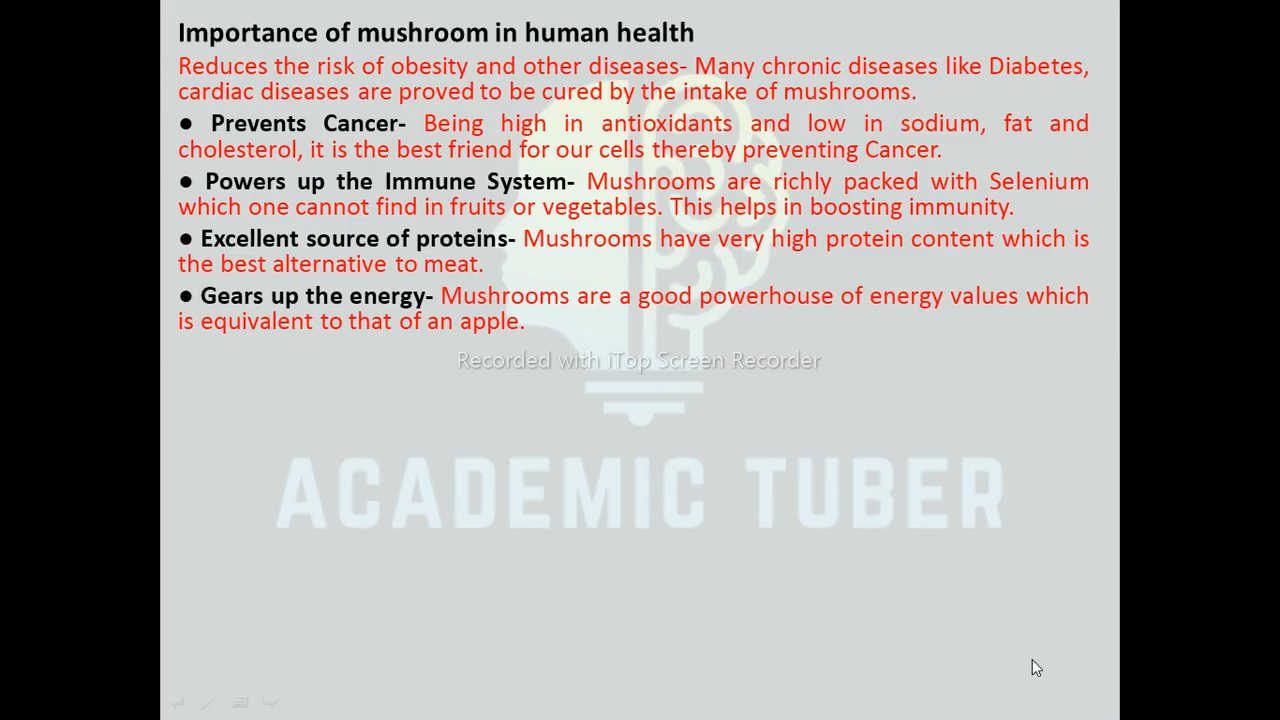 Importance of mushroom in human health
Reduces the risk of obesity and other diseases- Many chronic diseases like Diabetes,
cardiac diseases are proved to be cured by the intake of mushrooms.
● Prevents Cancer- Being high in antioxidants and low in sodium, fat and
cholesterol, it is the best friend for our cells thereby preventing Cancer.
● Powers up the Immune System- Mushrooms are richly packed with Selenium
which one cannot find in fruits or vegetables. This helps in boosting immunity.
● Excellent source of proteins- Mushrooms have very high protein content which is
the best alternative to meat.
● Gears up the energy- Mushrooms are a good powerhouse of energy values which
is equivalent to that of an apple.
Recorded with iTop Screen Recorder
ACADEMIC TUBER